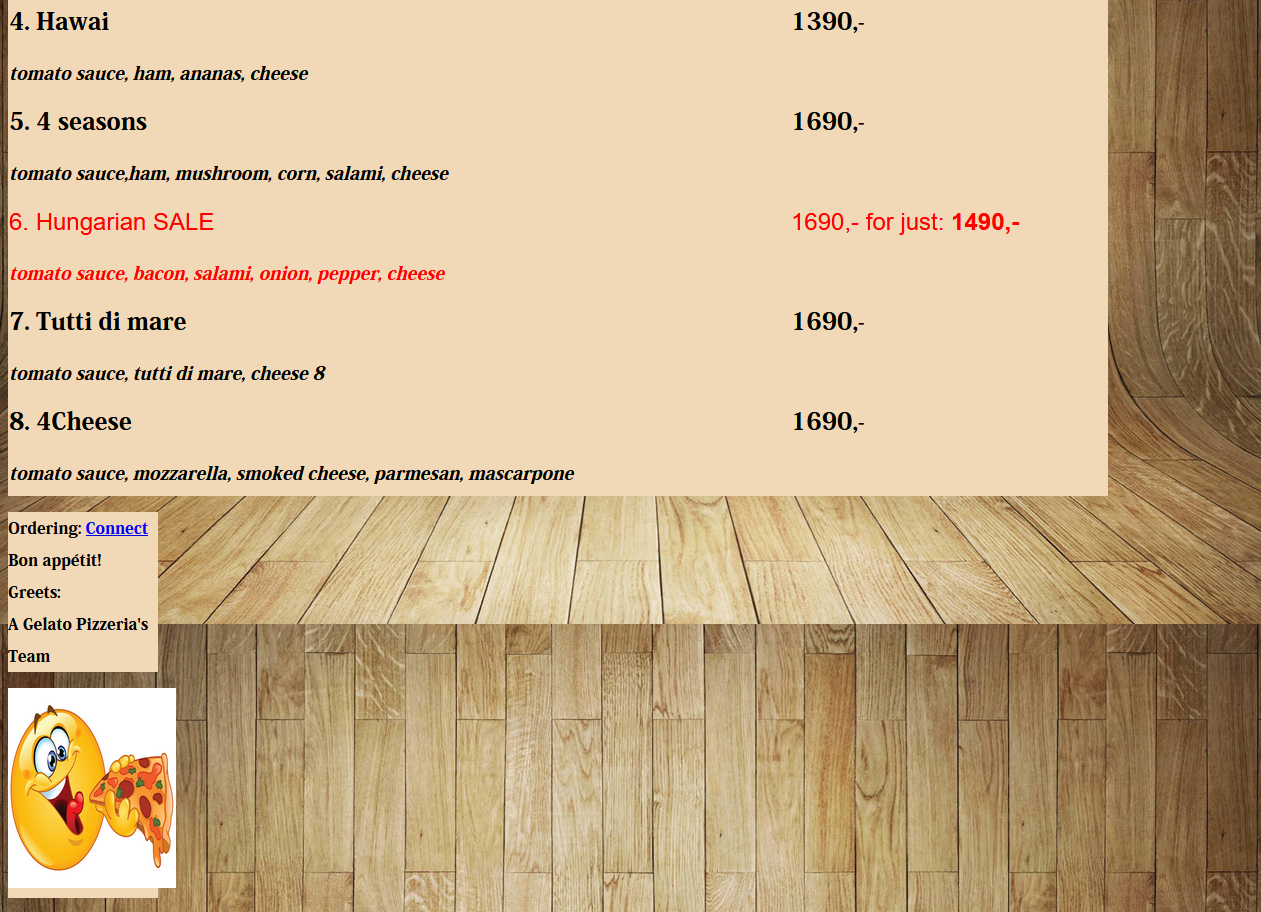 4. Hawai 1390,-
tomato sauce, ham, ananas, cheese
5. 4 seasons 1690,-
tomato sauce,ham, mushroom, corn, salami, cheese
6. Hungarian SALE 1690,- for just: 1490,-
tomato sauce, bacon, salami, onion, pepper, cheese
7. Tutti di mare 1690,-
tomato sauce, tutti di mare, cheese 8
8. 4Cheese 1690,-
tomato sauce, mozzarella, smoked cheese, parmesan, mascarpone
Ordering: Connect
Bon appétit!
Greets:
A Gelato Pizzeria's
Team